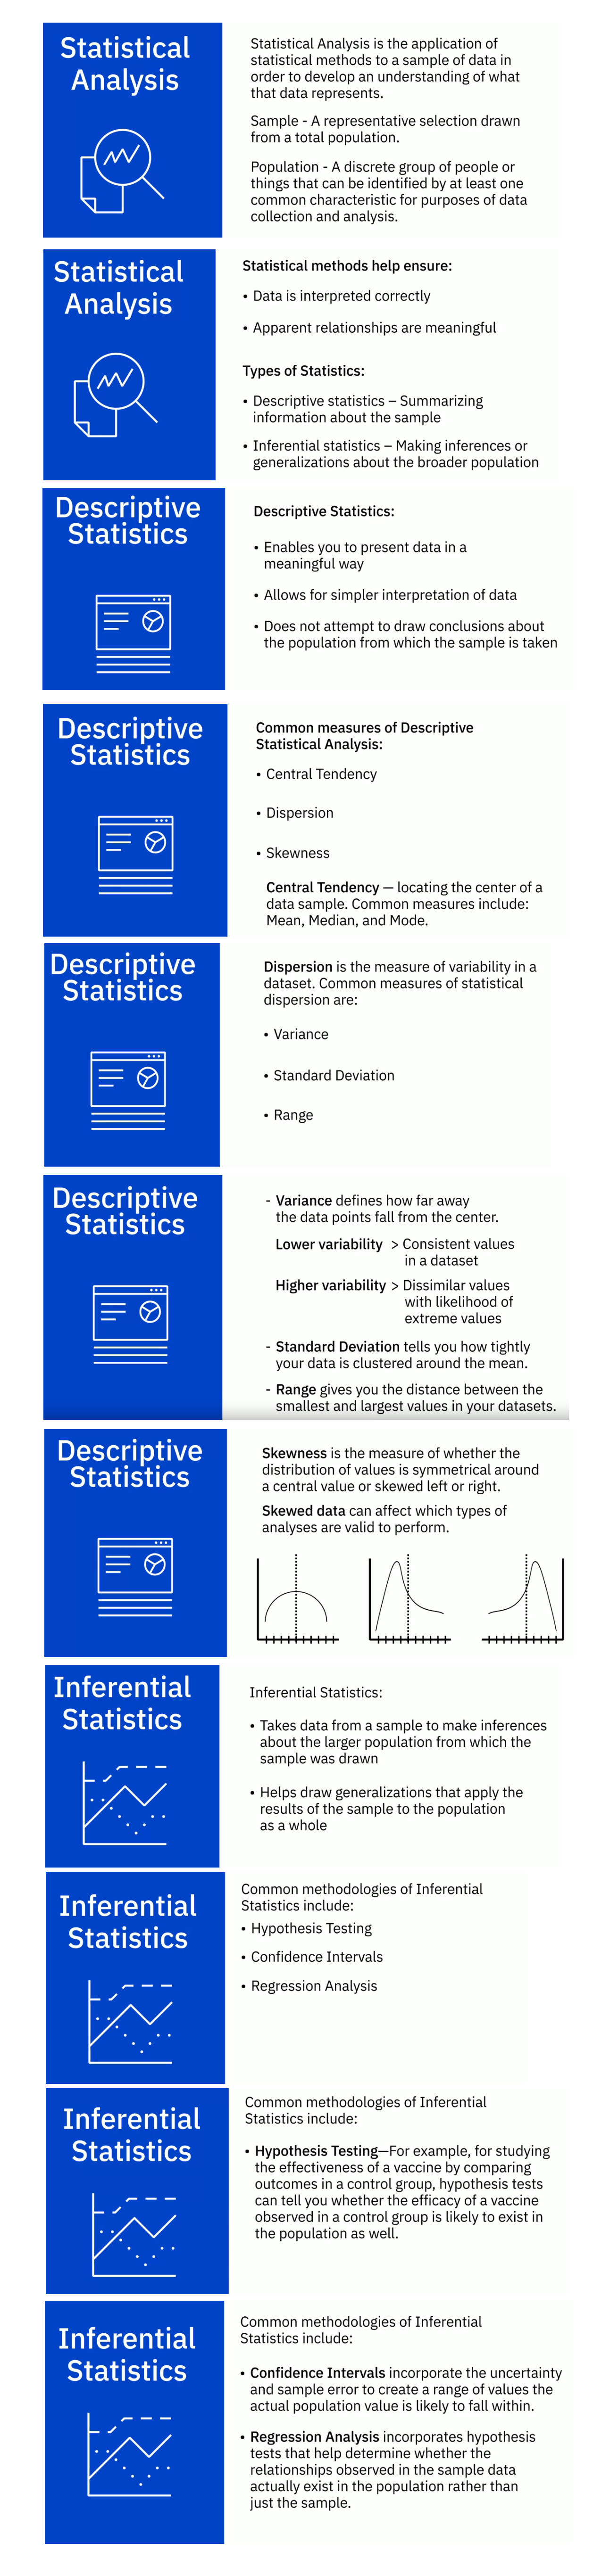 Statistical
Analysis
Statistical Analysis is the application of
statistical methods to a sample of data in
order to develop an understanding of what
that data represents.
Sample - A representative selection drawn
from a total population.
Population - A discrete group of people or
things that can be identified by at least one
common characteristic for purposes of data
collection and analysis.
Statistical
Analysis
Statistical methods help ensure:
• Data is interpreted correctly
• Apparent relationships are meaningful
Types of Statistics:
• Descriptive statistics – Summarizing
information about the sample
• Inferential statistics – Making inferences or
generalizations about the broader population
Descriptive
Statistics
Descriptive Statistics:
• Enables you to present data in a
meaningful way
• Allows for simpler interpretation of data
• Does not attempt to draw conclusions about
the population from which the sample is taken
Descriptive
Statistics
Common measures of Descriptive
Statistical Analysis:
• Central Tendency
• Dispersion
• Skewness
Central Tendency — locating the center of a
data sample. Common measures include:
Mean, Median, and Mode.
Descriptive
Statistics
Dispersion is the measure of variability in a
dataset. Common measures of statistical
dispersion are:
• Variance
• Standard Deviation
• Range
Descriptive
Statistics
- Variance defines how far away
the data points fall from the center.
Lower variability > Consistent values
in a dataset
Higher variability > Dissimilar values
with likelihood of
extreme values
- Standard Deviation tells you how tightly
your data is clustered around the mean.
- Range gives you the distance between the
smallest and largest values in your datasets.
Descriptive
Statistics
Skewness is the measure of whether the
distribution of values is symmetrical around
a central value or skewed left or right.
Skewed data can affect which types of
analyses are valid to perform.
Inferential
Statistics
Inferential Statistics:
• Takes data from a sample to make inferences
about the larger population from which the
sample was drawn
• Helps draw generalizations that apply the
results of the sample to the population
as a whole
Inferential
Statistics
Common methodologies of Inferential
Statistics include:
• Hypothesis Testing
• Confidence Intervals
• Regression Analysis
Inferential
Statistics
Common methodologies of Inferential
Statistics include:
• Hypothesis Testing—For example, for studying
the effectiveness of a vaccine by comparing
outcomes in a control group, hypothesis tests
can tell you whether the efficacy of a vaccine
observed in a control group is likely to exist in
the population as well.
Inferential
Statistics
Common methodologies of Inferential
Statistics include:
• Confidence Intervals incorporate the uncertainty
and sample error to create a range of values the
actual population value is likely to fall within.
• Regression Analysis incorporates hypothesis
tests that help determine whether the
relationships observed in the sample data
actually exist in the population rather than
just the sample.